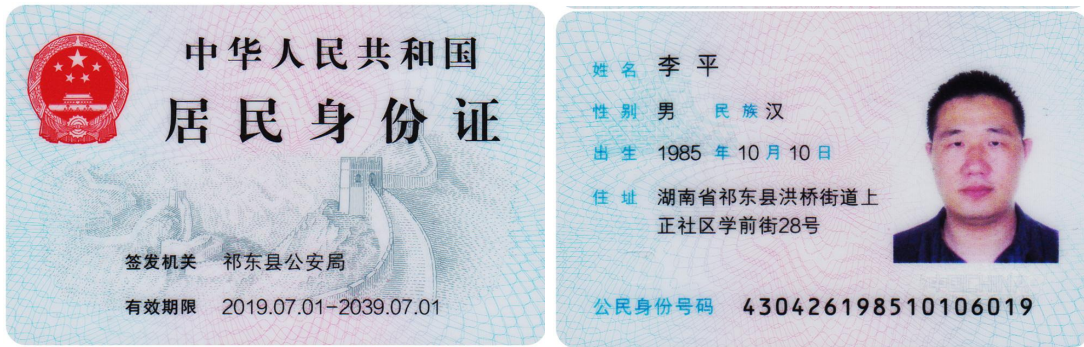 中华人民共和国
居民身份证
签发机关 祁东县公安局
有效期限 2019.07.01-2039.07.01
姓名 李平
性别 男 民族 汉
出生 1985 年 10 月 10 日
住址 湖南省祁东县洪桥街道上
正社区学前街28号
公民身份号码 430426198510106019